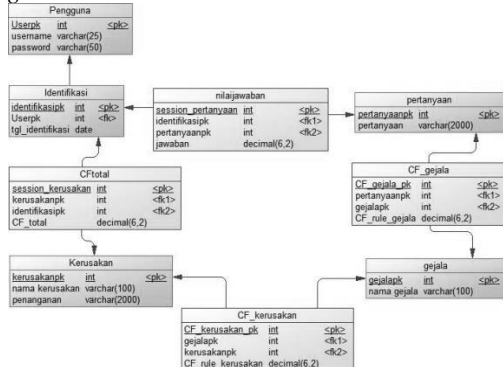 Pengguna
Userpk int <pk>
username varchar(25)
password varchar(50)
Identifikasi
identifikasipk int <pk>
Userpk int <fk>
tgl_identifikasi date
nilaijawaban
session_pertanyaan int <pk>
identifikasipk int <fk1>
pertanyaanpk int <fk2>
jawaban decimal(6,2)
pertanyaan
pertanyaanpk int <pk>
pertanyaan varchar(2000)
CFtotal
session_kerusakan int <pk>
kerusakanpk int <fk1>
identifikasipk int <fk2>
CF_total decimal(6,2)
CF_gejala
CF_gejala_pk int <pk>
pertanyaanpk int <fk1>
gejalapk int <fk2>
CF_rule_gejala decimal(6,2)
Kerusakan
kerusakanpk int <pk>
nama kerusakan varchar(100)
penanganan varchar(2000)
gejala
gejalapk int <pk>
nama gejala varchar(100)
CF_kerusakan
CF_kerusakan_pk int <pk>
gejalapk int <fk1>
kerusakanpk int <fk2>
CF_rule_kerusakan decimal(6,2)